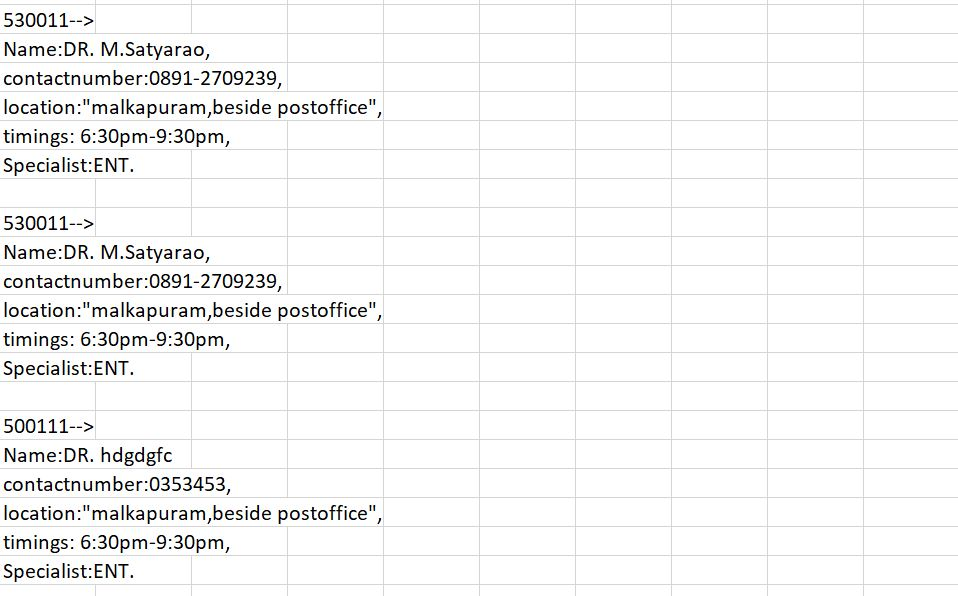 530011-->
Name:DR. M.Satyarao,
contactnumber:0891-2709239,
location:"malkapuram,beside postoffice",
timings: 6:30pm-9:30pm,
Specialist:ENT.
530011-->
Name:DR. M.Satyarao,
contactnumber:0891-2709239,
location:"malkapuram,beside postoffice",
timings: 6:30pm-9:30pm,
Specialist:ENT.
500111-->
Name:DR. hdgdgfc
contactnumber:0353453,
location:"malkapuram,beside postoffice",
timings: 6:30pm-9:30pm,
Specialist:ENT.